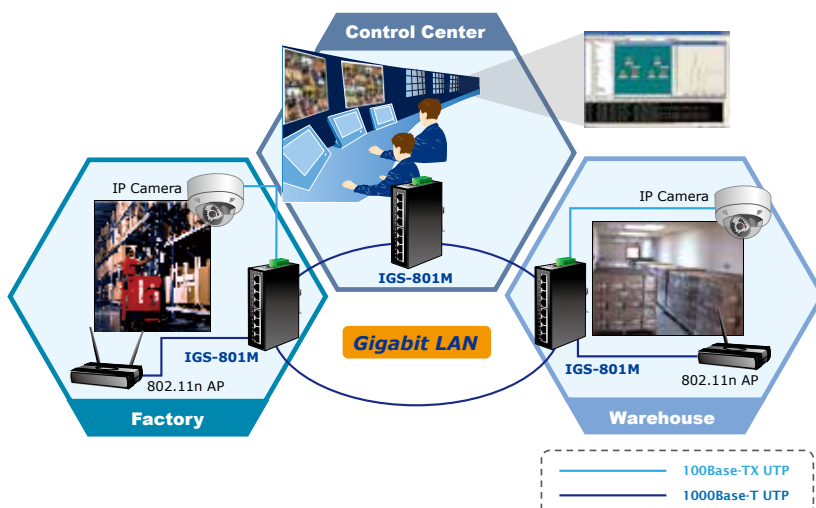 Control Center
IP Camera
IP Camera
IGS-801M
Gigabit LAN
IGS-801M
802.11n AP
IGS-801M
802.11n AP
Factory
Warehouse
100Base-TX UTP
1000Base-T UTP